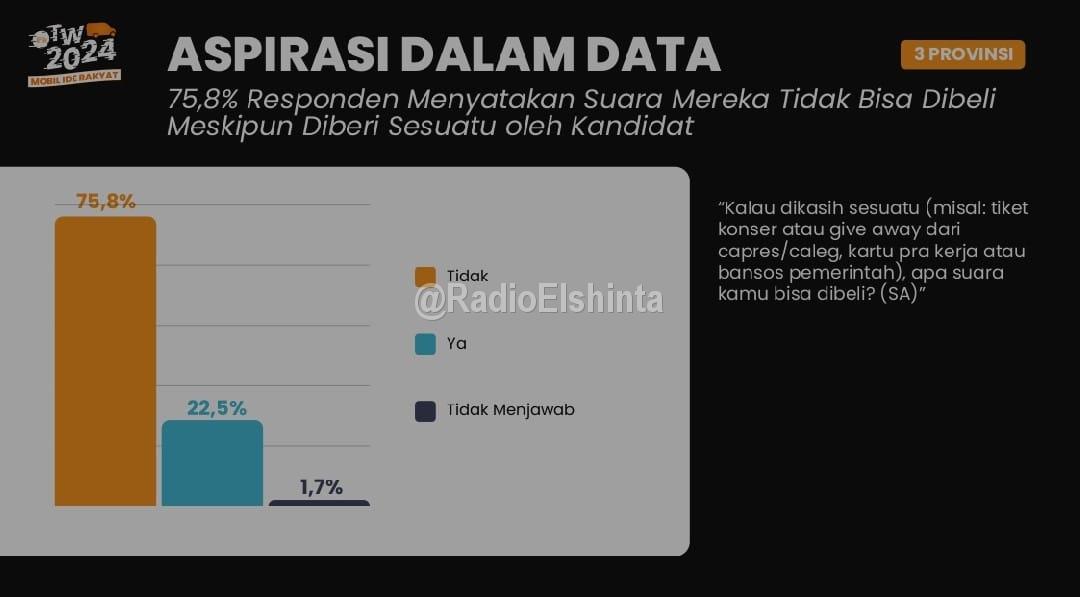 OTW
2024
MOBIL IDE RAKYAT
ASPIRASI DALAM DATA
3 PROVINSI
75,8% Responden Menyatakan Suara Mereka Tidak Bisa Dibeli
Meskipun Diberi Sesuatu oleh Kandidat
75,8%
22,5%
1,7%
Tidak
@RadioElshinta
Ya
Tidak Menjawab
“Kalau dikasih sesuatu (misal: tiket
konser atau give away dari
capres/caleg, kartu pra kerja atau
bansos pemerintah), apa suara
kamu bisa dibeli? (SA)”